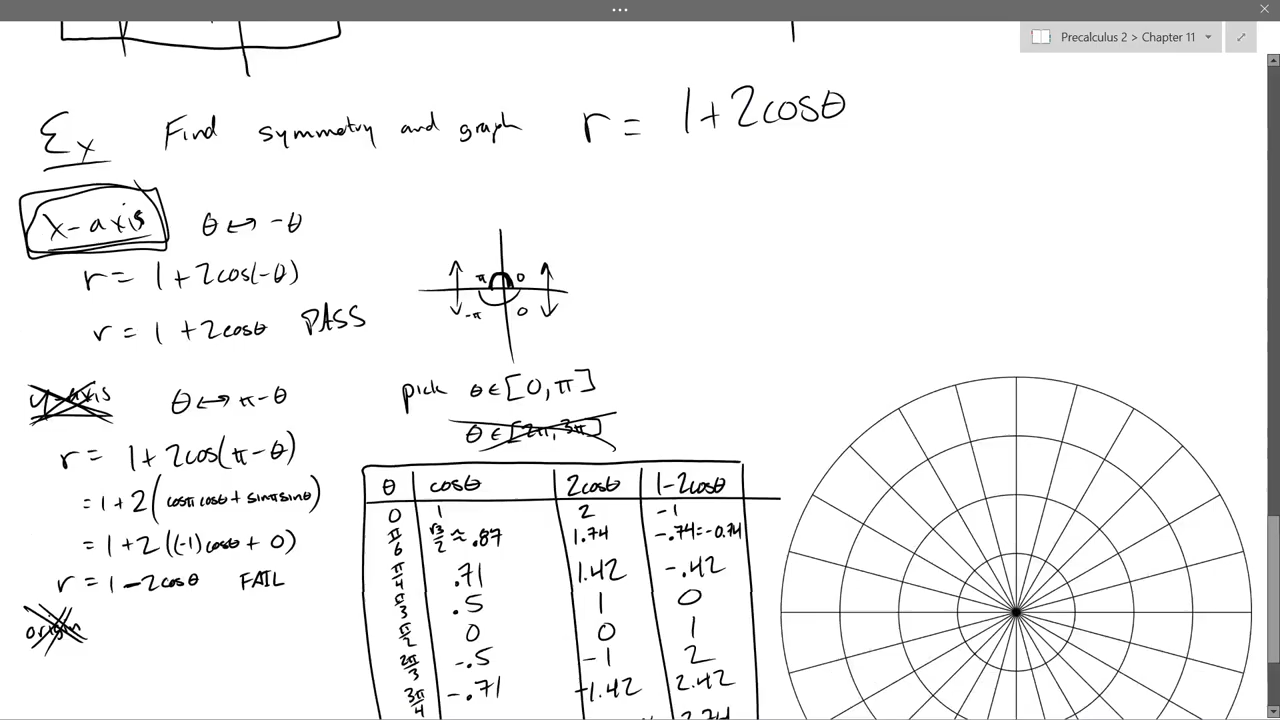 Precalculus 2 > Chapter 11
Ex Find symmetry and graph r = 1+2cosθ
x-axis θ ↔ -θ
r = 1 + 2cos(-θ)
r = 1 + 2cosθ PASS
π 0
-π 0
y-axis θ ↔ π-θ
r = 1+2cos(π-θ)
= 1+2(cosπcosθ + sinπsinθ)
= 1+2((-1)cosθ + 0)
r = 1-2cosθ FAIL
origin
pick θ∈[0,π]
θ∈[2π,3π]
θ cosθ 2cosθ 1-2cosθ
0 1 2 -1
π/6 √3/2 ≈ .87 1.74 -.74=-0.74
π/4 .71 1.42 -.42
π/3 .5 1 0
π/2 0 0 1
2π/3 -.5 -1 2
3π/4 -.71 -1.42 2.42